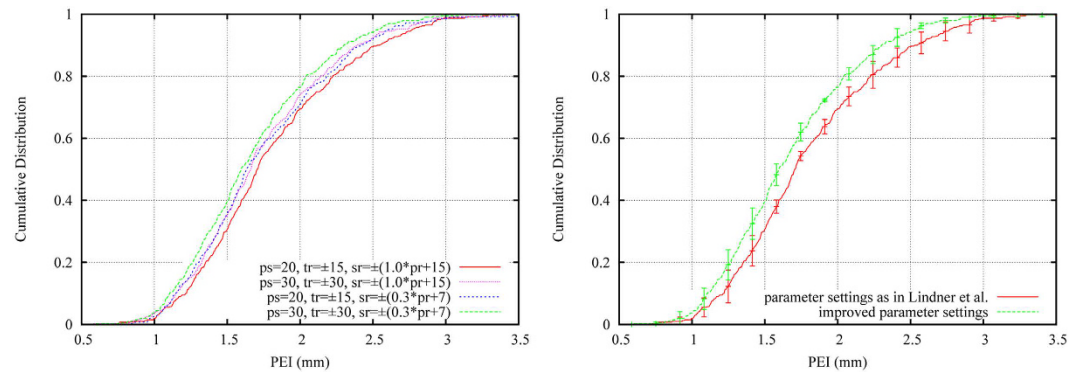 1
0.8
0.6
0.4
0.2
0
Cumulative Distribution
ps=20, tr=±15, sr=±(1.0*pr+15)
ps=30, tr=±30, sr=±(1.0*pr+15)
ps=20, tr=±15, sr=±(0.3*pr+7)
ps=30, tr=±30, sr=±(0.3*pr+7)
0.5 1 1.5 2 2.5 3 3.5
PEI (mm)
1
0.8
0.6
0.4
0.2
0
Cumulative Distribution
parameter settings as in Lindner et al.
improved parameter settings
0.5 1 1.5 2 2.5 3 3.5
PEI (mm)